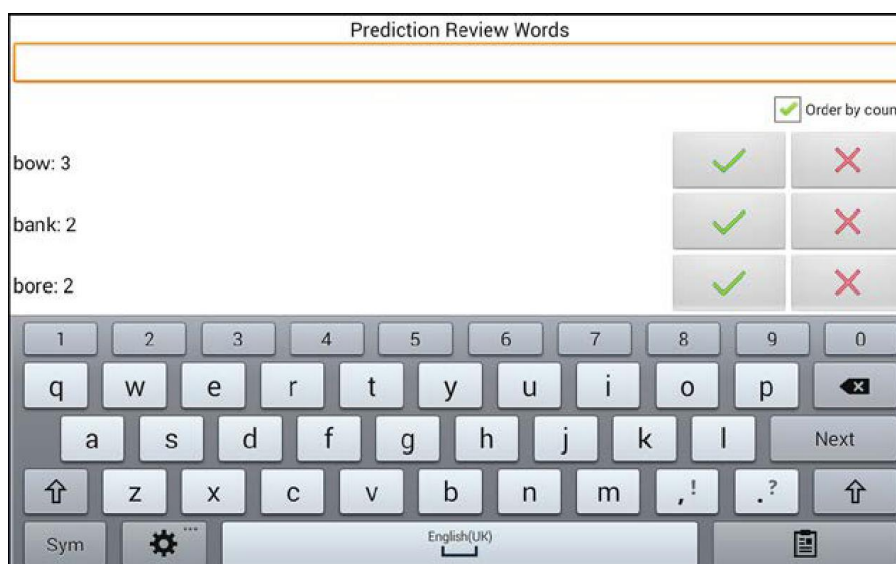 Prediction Review Words
Order by coun
bow: 3
bank: 2
bore: 2
1 2 3 4 5 6 7 8 9 0
q w e r t y u i o p
a s d f g h j k l Next
z x c v b n m ,! .?
Sym ... English(UK)